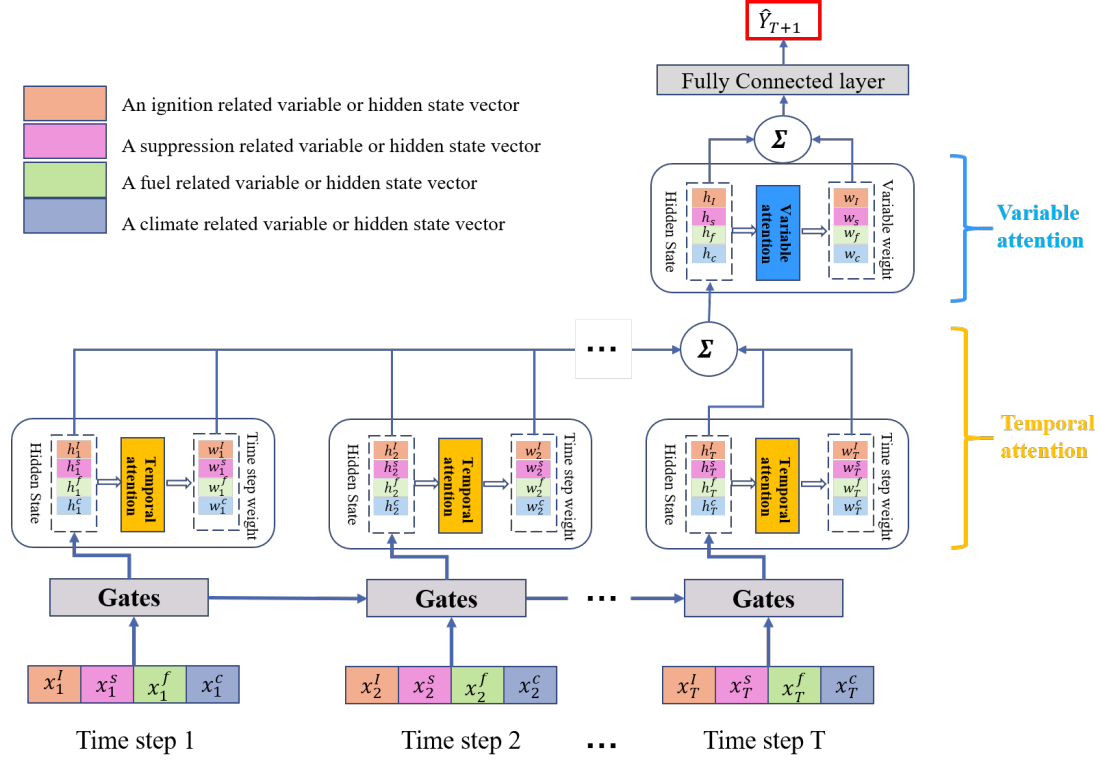 Ŷ_{T+1}
Fully Connected layer
Σ
An ignition related variable or hidden state vector
A suppression related variable or hidden state vector
A fuel related variable or hidden state vector
A climate related variable or hidden state vector
Hidden State
h_I
h_s
h_f
h_c
Variable attention
w_I
w_s
w_f
w_c
Variable weight
Variable
attention
...
Σ
Hidden State
h_1^I
h_1^s
h_1^f
h_1^c
Temporal
attention
w_1^I
w_1^s
w_1^f
w_1^c
Time step weight
Hidden State
h_2^I
h_2^s
h_2^f
h_2^c
Temporal
attention
w_2^I
w_2^s
w_2^f
w_2^c
Time step weight
Hidden State
h_T^I
h_T^s
h_T^f
h_T^c
Temporal
attention
w_T^I
w_T^s
w_T^f
w_T^c
Time step weight
Temporal
attention
Gates
Gates
...
Gates
x_1^I x_1^s x_1^f x_1^c
x_2^I x_2^s x_2^f x_2^c
x_T^I x_T^s x_T^f x_T^c
Time step 1
Time step 2
...
Time step T